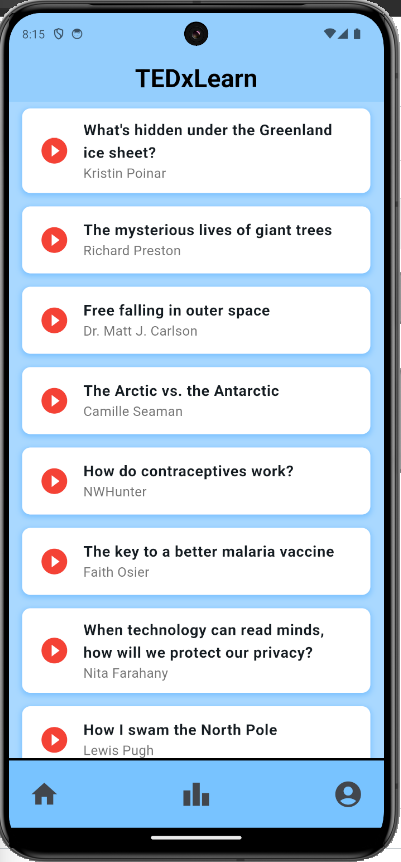 8:15
TEDxLearn
What's hidden under the Greenland
ice sheet?
Kristin Poinar
The mysterious lives of giant trees
Richard Preston
Free falling in outer space
Dr. Matt J. Carlson
The Arctic vs. the Antarctic
Camille Seaman
How do contraceptives work?
NWHunter
The key to a better malaria vaccine
Faith Osier
When technology can read minds,
how will we protect our privacy?
Nita Farahany
How I swam the North Pole
Lewis Pugh